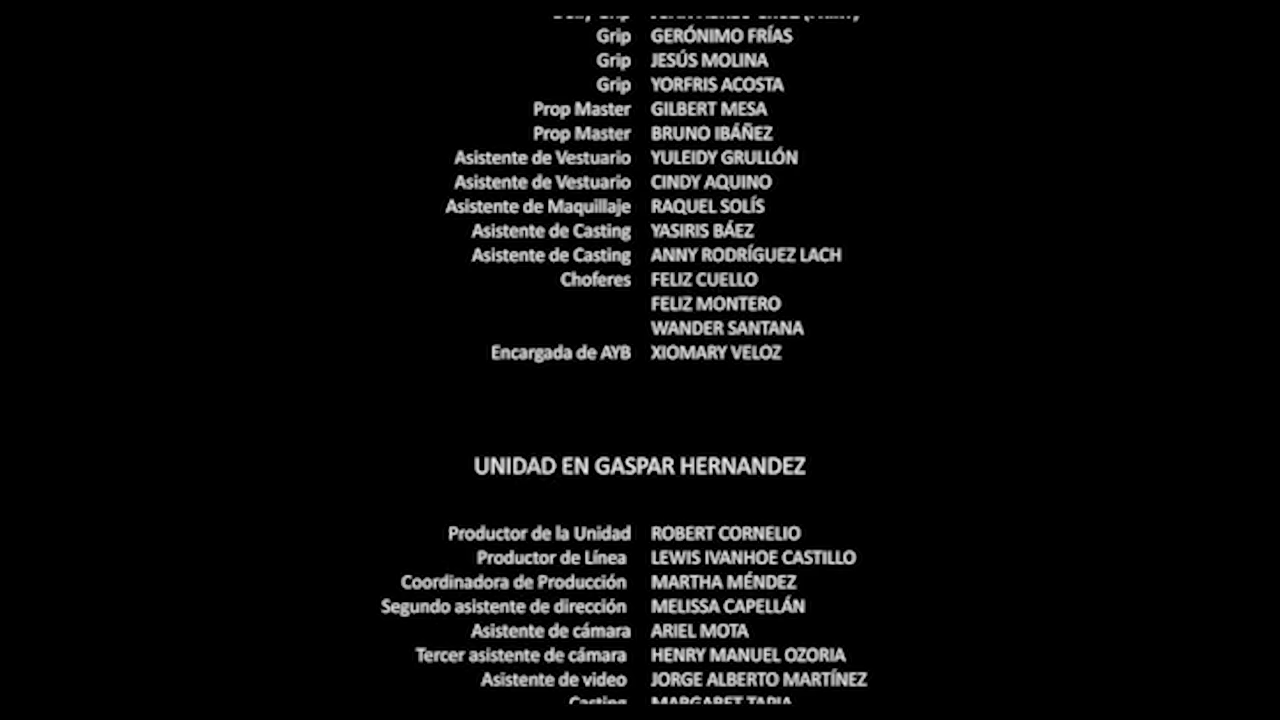 Grip GERÓNIMO FRÍAS
Grip JESÚS MOLINA
Grip YORFRIS ACOSTA
Prop Master GILBERT MESA
Prop Master BRUNO IBÁÑEZ
Asistente de Vestuario YULEIDY GRULLÓN
Asistente de Vestuario CINDY AQUINO
Asistente de Maquillaje RAQUEL SOLÍS
Asistente de Casting YASIRIS BÁEZ
Asistente de Casting ANNY RODRÍGUEZ LACH
Choferes FELIZ CUELLO
FELIZ MONTERO
WANDER SANTANA
Encargada de AYB XIOMARY VELOZ
UNIDAD EN GASPAR HERNANDEZ
Productor de la Unidad ROBERT CORNELIO
Productor de Línea LEWIS IVANHOE CASTILLO
Coordinadora de Producción MARTHA MÉNDEZ
Segundo asistente de dirección MELISSA CAPELLÁN
Asistente de cámara ARIEL MOTA
Tercer asistente de cámara HENRY MANUEL OZORIA
Asistente de video JORGE ALBERTO MARTÍNEZ
Casting MARGARET TAPIA